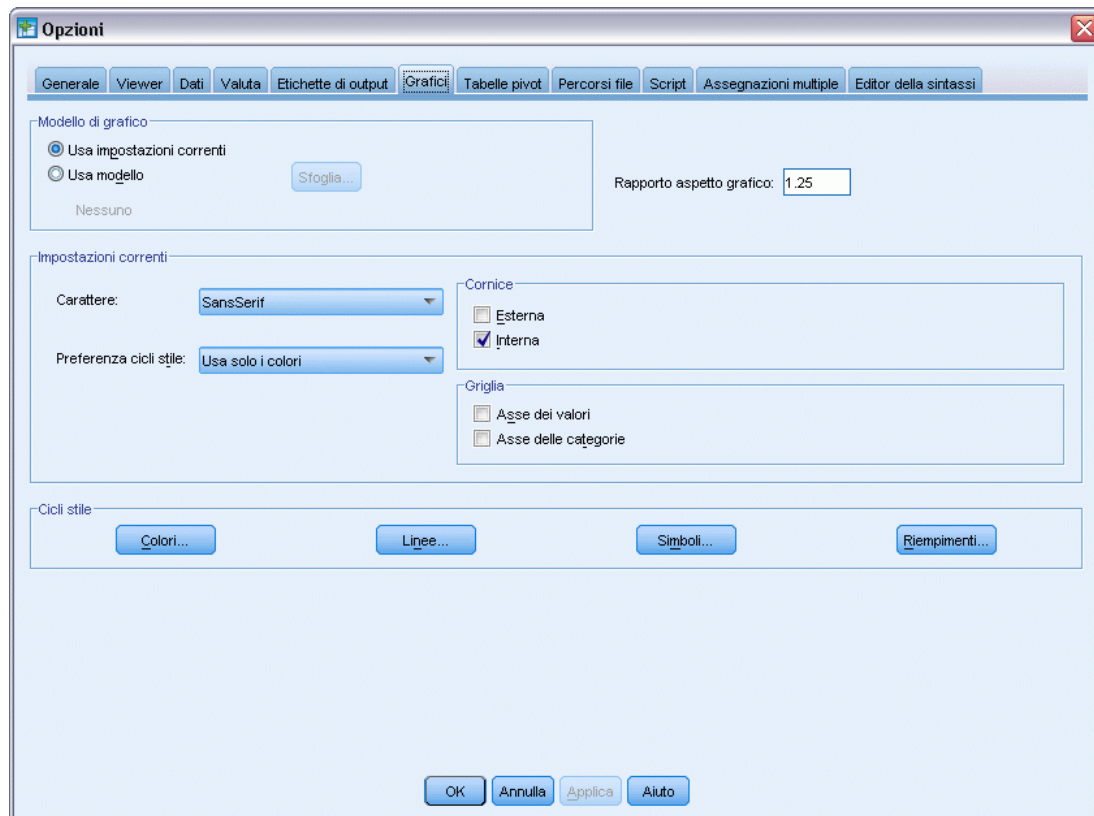 Opzioni
Generale Viewer Dati Valuta Etichette di output Grafici Tabelle pivot Percorsi file Script Assegnazioni multiple Editor della sintassi
Modello di grafico
Usa impostazioni correnti
Usa modello Sfoglia...
Nessuno
Rapporto aspetto grafico: 1.25
Impostazioni correnti
Carattere: SansSerif
Preferenza cicli stile: Usa solo i colori
Cornice
Esterna
Interna
Griglia
Asse dei valori
Asse delle categorie
Cicli stile
Colori... Linee... Simboli... Riempimenti...
OK Annulla Applica Aiuto